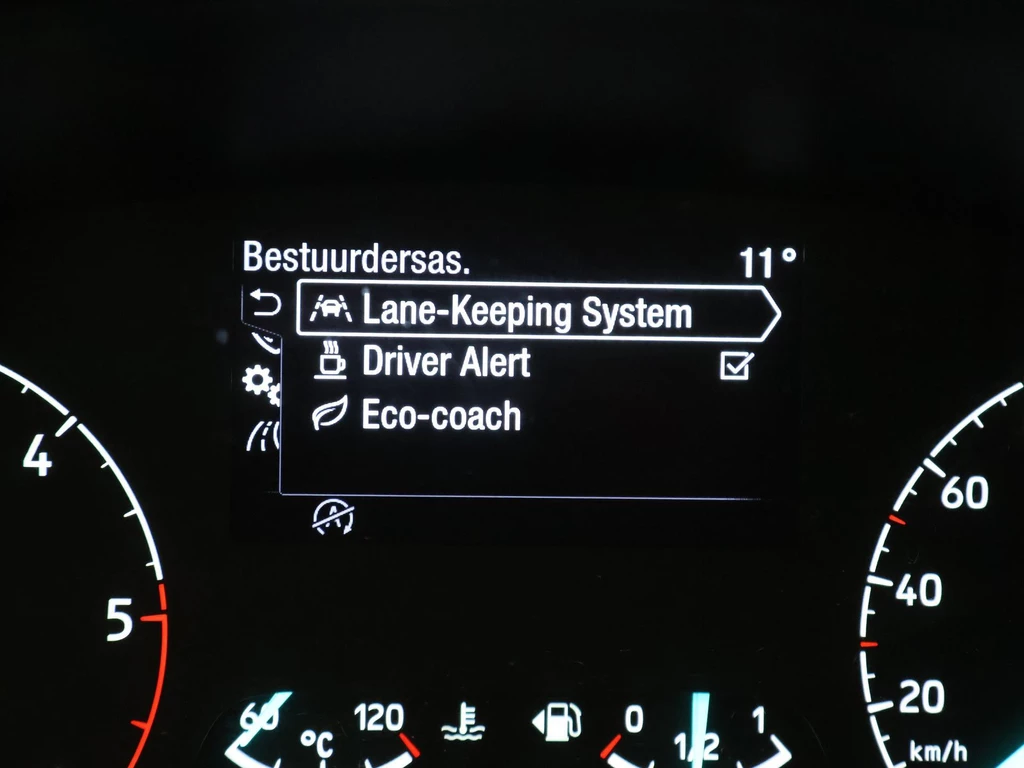 Bestuurdersas. 11°
Lane-Keeping System
Driver Alert
Eco-coach
A
4
5
60
40
20
km/h
60 120
°C
0 1/2 1